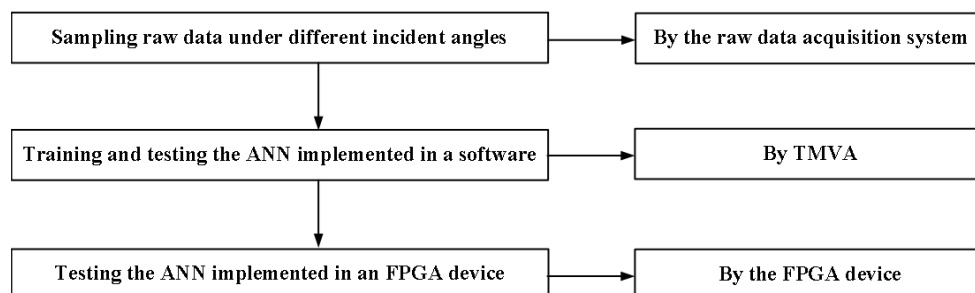 Sampling raw data under different incident angles
By the raw data acquisition system
Training and testing the ANN implemented in a software
By TMVA
Testing the ANN implemented in an FPGA device
By the FPGA device